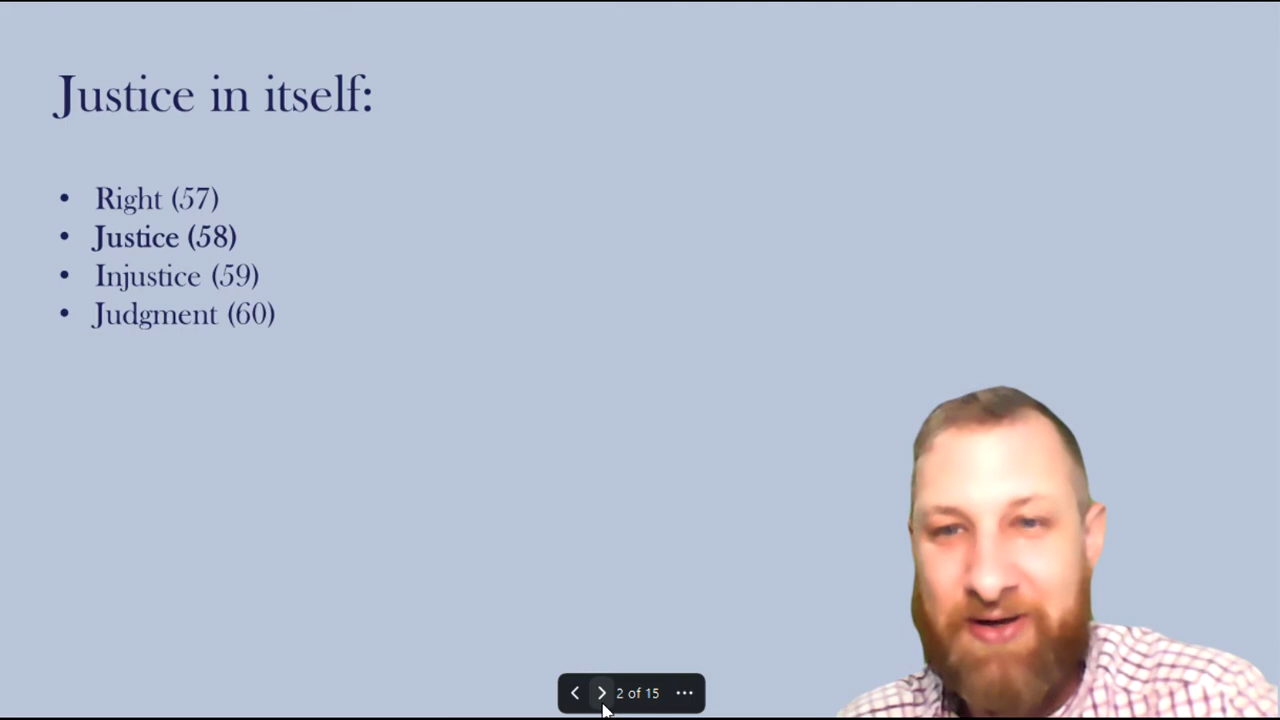 Justice in itself:
• Right (57)
• Justice (58)
• Injustice (59)
• Judgment (60)
2 of 15